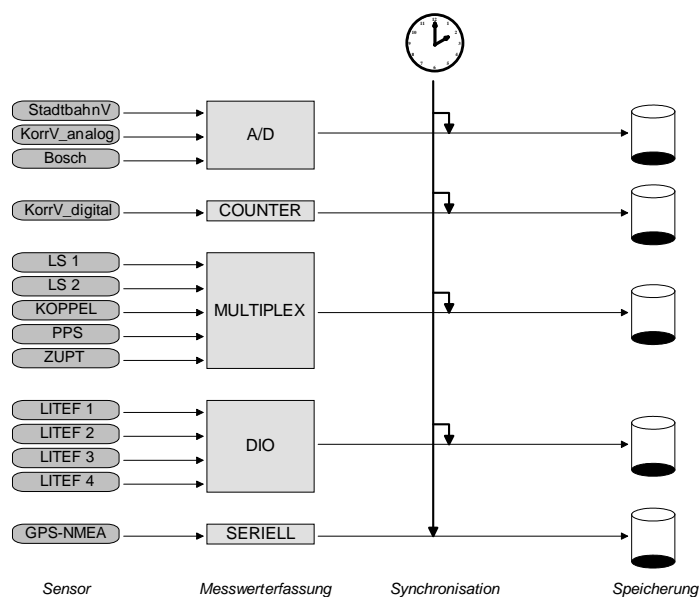 StadtbahnV
KorrV_analog
Bosch
A/D
KorrV_digital
COUNTER
LS 1
LS 2
KOPPEL
PPS
ZUPT
MULTIPLEX
LITEF 1
LITEF 2
LITEF 3
LITEF 4
DIO
GPS-NMEA
SERIELL
Sensor Messwerterfassung Synchronisation Speicherung